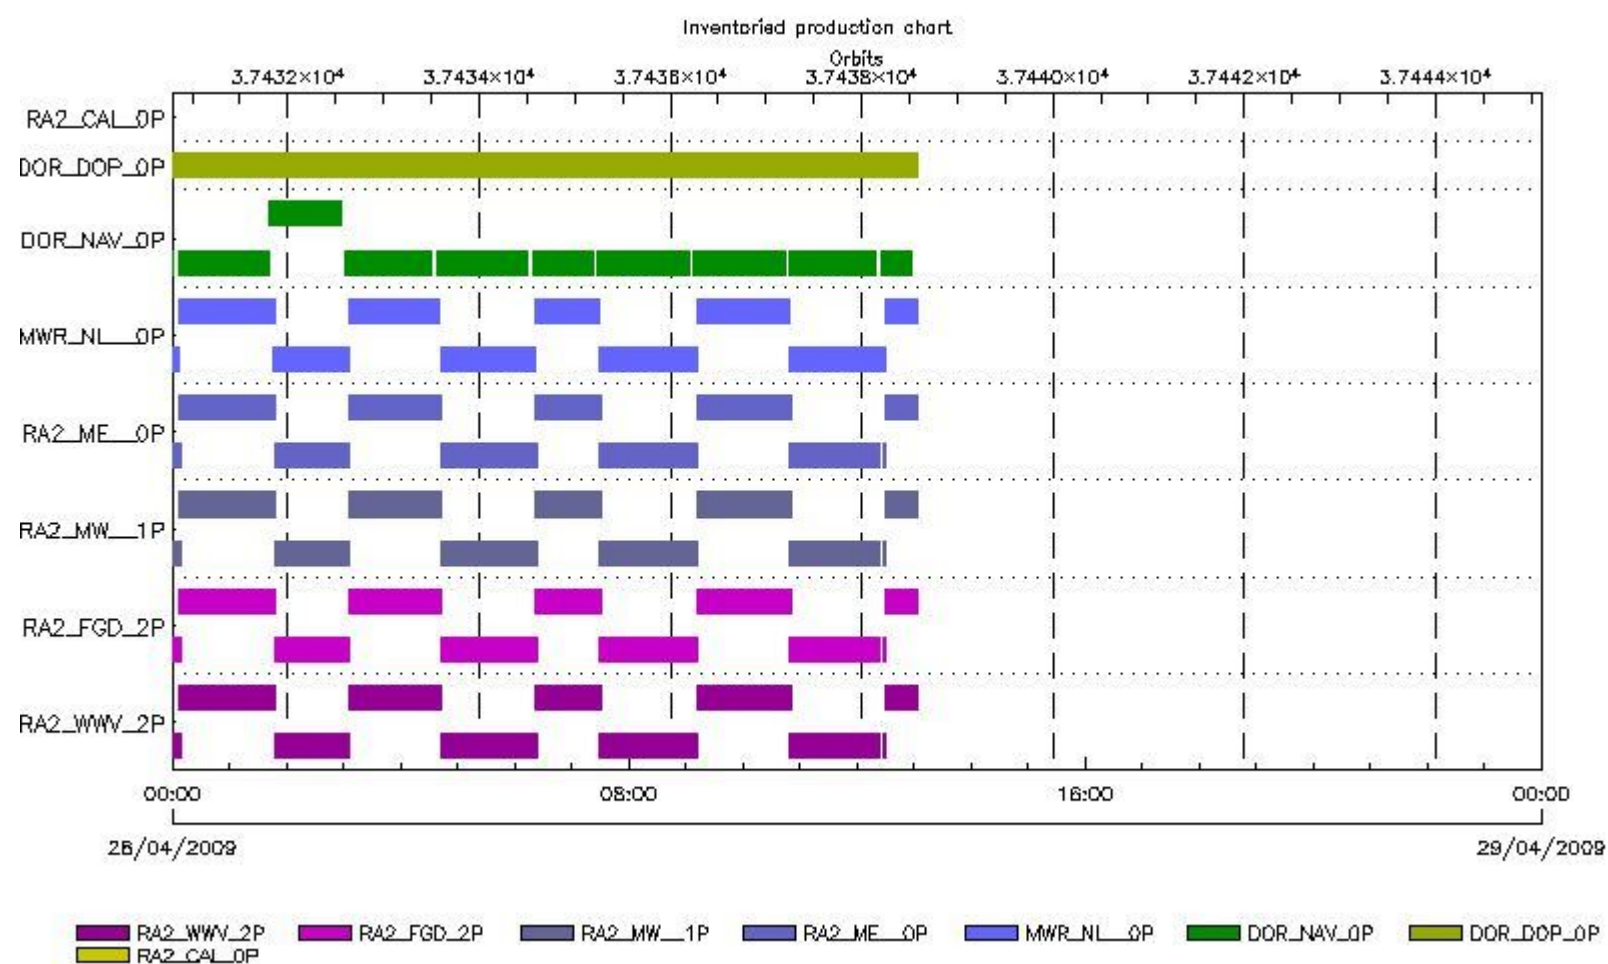 Inventoried production chart
Orbits
3.7432×10⁴ 3.7434×10⁴ 3.7436×10⁴ 3.7438×10⁴ 3.7440×10⁴ 3.7442×10⁴ 3.7444×10⁴
RA2_CAL_0P
DOR_DOP_0P
DOR_NAV_0P
MWR_NL__0P
RA2_ME__0P
RA2_MW__1P
RA2_FGD_2P
RA2_WWV_2P
00:00 08:00 16:00 00:00
28/04/2009 29/04/2009
RA2_WWV_2P RA2_FGD_2P RA2_MW__1P RA2_ME__0P MWR_NL__0P DOR_NAV_0P DOR_DOP_0P
RA2_CAL_0P